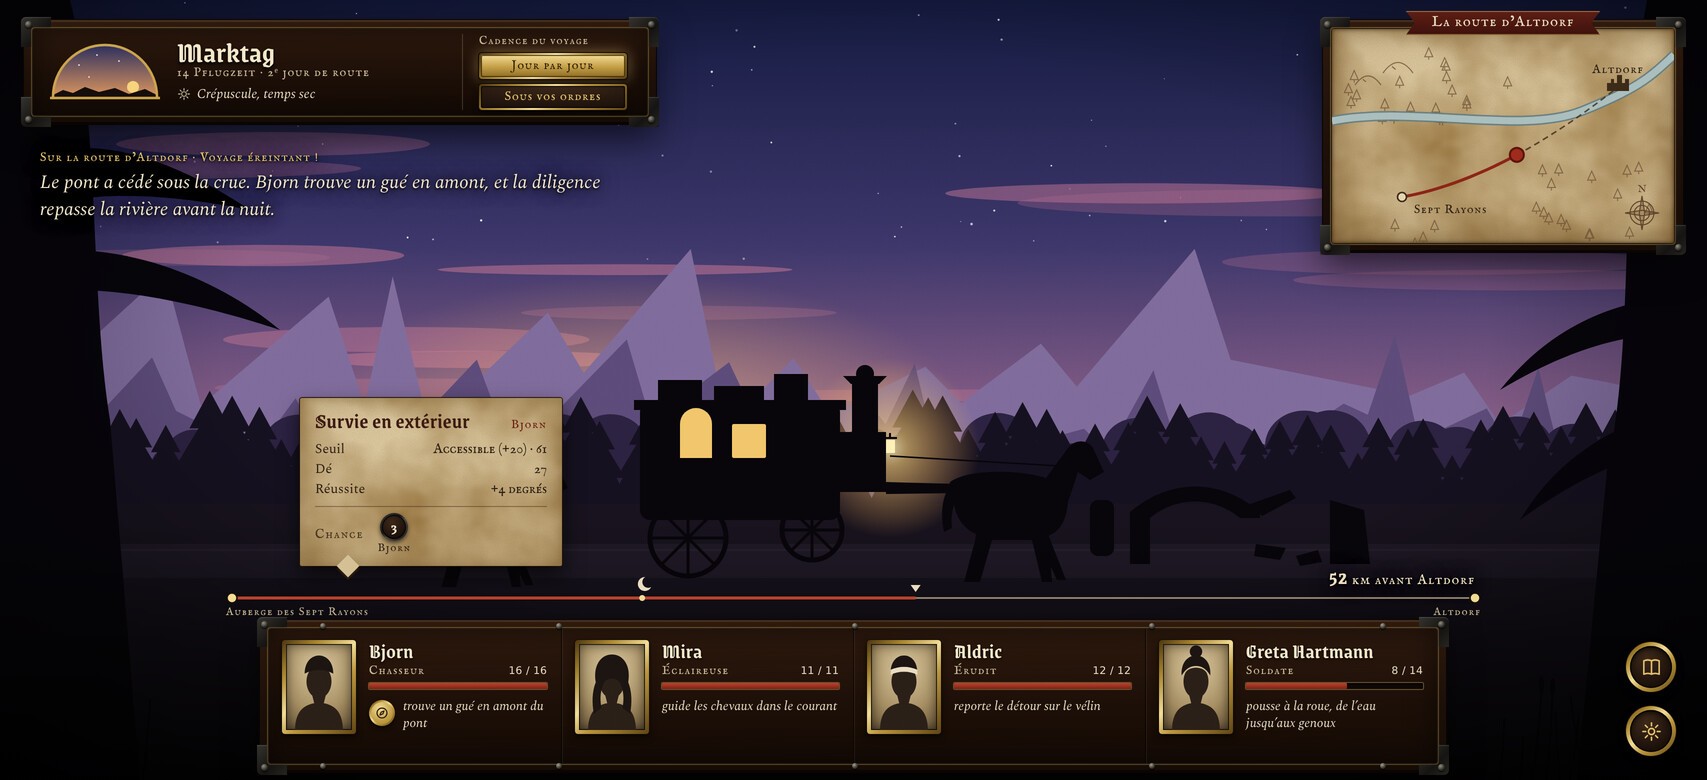 Marktag
14 Pflugzeit · 2e jour de route
Crépuscule, temps sec
Cadence du voyage
Jour par jour
Sous vos ordres
La route d'Altdorf
Altdorf
Sept Rayons
N
Sur la route d'Altdorf · Voyage éreintant !
Le pont a cédé sous la crue. Bjorn trouve un gué en amont, et la diligence
repasse la rivière avant la nuit.
Survie en extérieur Bjorn
Seuil Accessible (+20) · 61
Dé 27
Réussite +4 degrés
Chance 3
Bjorn
52 km avant Altdorf
Auberge des Sept Rayons
Altdorf
Bjorn
Chasseur 16 / 16
trouve un gué en amont du
pont
Mira
Éclaireuse 11 / 11
guide les chevaux dans le courant
Aldric
Érudit 12 / 12
reporte le détour sur le vélin
Greta Hartmann
Soldate 8 / 14
pousse à la roue, de l'eau
jusqu'aux genoux